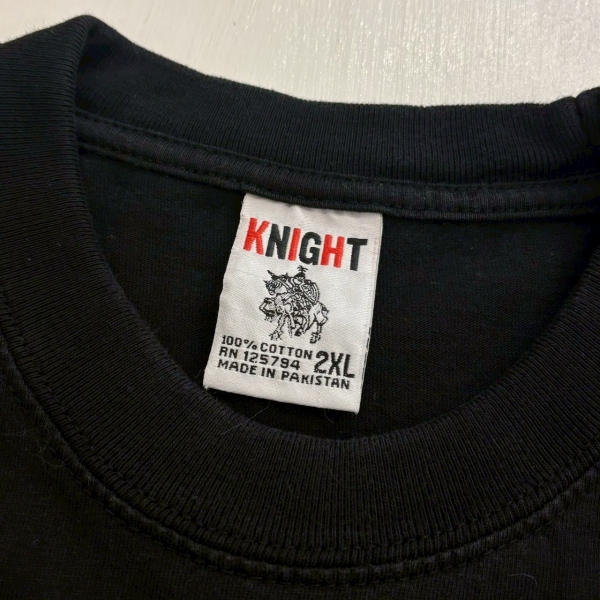 KNIGHT
100% COTTON
RN 125794 2XL
MADE IN PAKISTAN